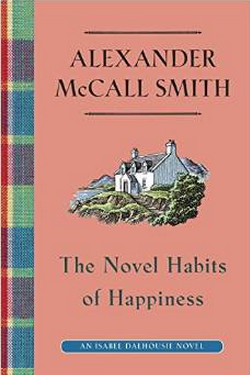 ALEXANDER
McCALL SMITH
The Novel Habits
of Happiness
AN ISABEL DALHOUSIE NOVEL